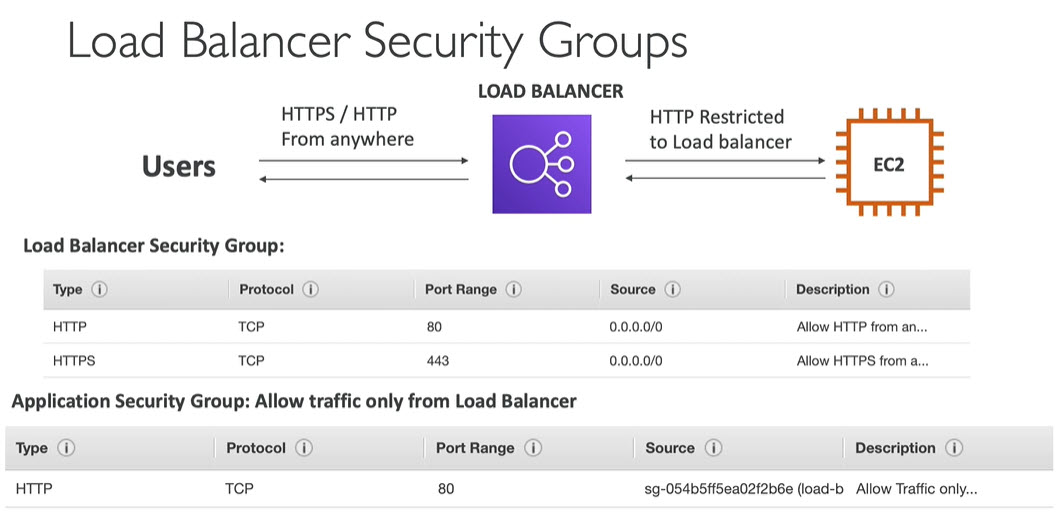 Load Balancer Security Groups
LOAD BALANCER
HTTPS / HTTP
From anywhere
HTTP Restricted
to Load balancer
Users
EC2
Load Balancer Security Group:
Type Protocol Port Range Source Description
HTTP TCP 80 0.0.0.0/0 Allow HTTP from an...
HTTPS TCP 443 0.0.0.0/0 Allow HTTPS from a...
Application Security Group: Allow traffic only from Load Balancer
Type Protocol Port Range Source Description
HTTP TCP 80 sg-054b5ff5ea02f2b6e (load-b Allow Traffic only...